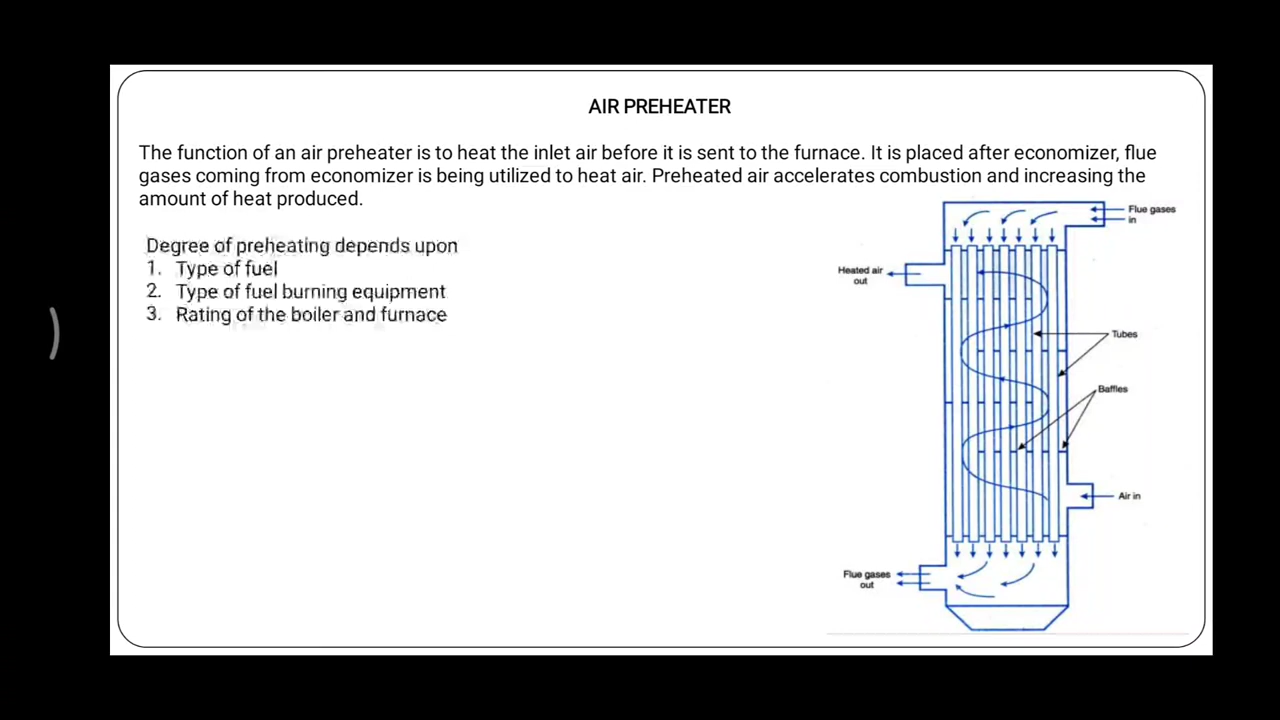 AIR PREHEATER
The function of an air preheater is to heat the inlet air before it is sent to the furnace. It is placed after economizer, flue
gases coming from economizer is being utilized to heat air. Preheated air accelerates combustion and increasing the
amount of heat produced.
Degree of preheating depends upon
1. Type of fuel
2. Type of fuel burning equipment
3. Rating of the boiler and furnace
Flue gases
in
Heated air
out
Tubes
Baffles
Air in
Flue gases
out